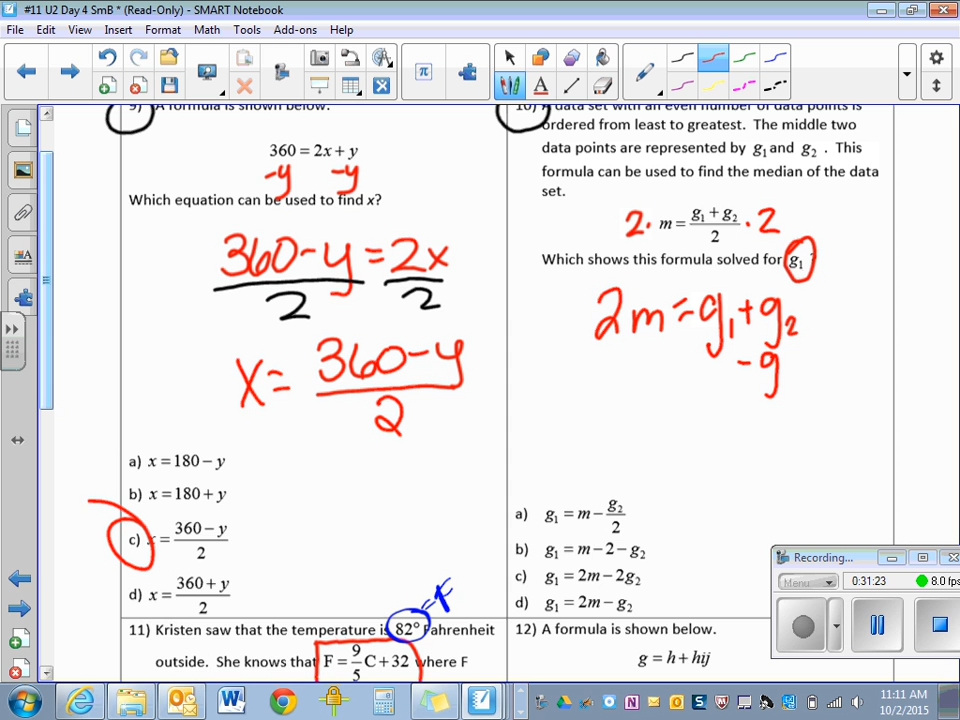 #11 U2 Day 4 SmB * (Read-Only) - SMART Notebook
File Edit View Insert Format Math Tools Add-ons Help
9) A formula is shown below.
360 = 2x + y
-y -y
Which equation can be used to find x?
360 - y = 2x
2 2
x = 360 - y
2
a) x = 180 - y
b) x = 180 + y
c) x = 360 - y
2
d) x = 360 + y
2
10) A data set with an even number of data points is
ordered from least to greatest. The middle two
data points are represented by g₁ and g₂ . This
formula can be used to find the median of the data
set.
2 · m = g₁ + g₂ · 2
2
Which shows this formula solved for g₁
2m = g₁ + g₂
- g
a) g₁ = m - g₂
2
b) g₁ = m - 2 - g₂
c) g₁ = 2m - 2g₂
d) g₁ = 2m - g₂
11) Kristen saw that the temperature is 82° Fahrenheit
= F
outside. She knows that F = 9 C + 32 where F
5
12) A formula is shown below.
g = h + hij
Recording...
Menu 0:31:23 8.0 fp
11:11 AM
10/2/2015